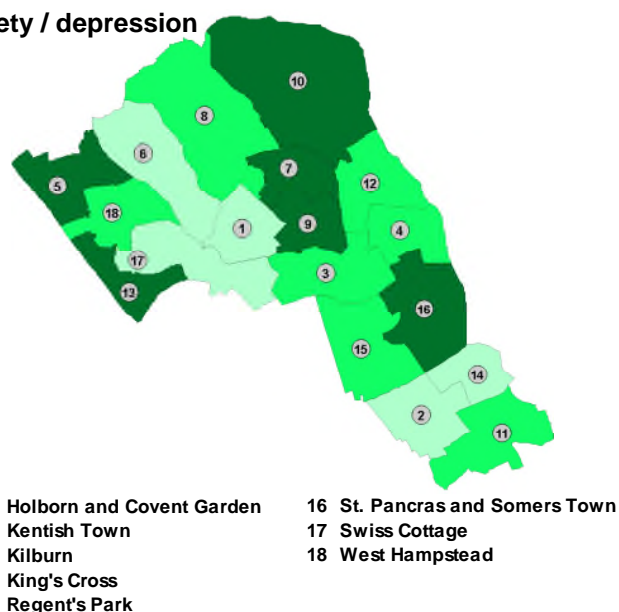 ety / depression
10
8
6
7
5
12
18
1
9
4
17
3
13
16
15
14
2
11
Holborn and Covent Garden
Kentish Town
Kilburn
King's Cross
Regent's Park
16 St. Pancras and Somers Town
17 Swiss Cottage
18 West Hampstead